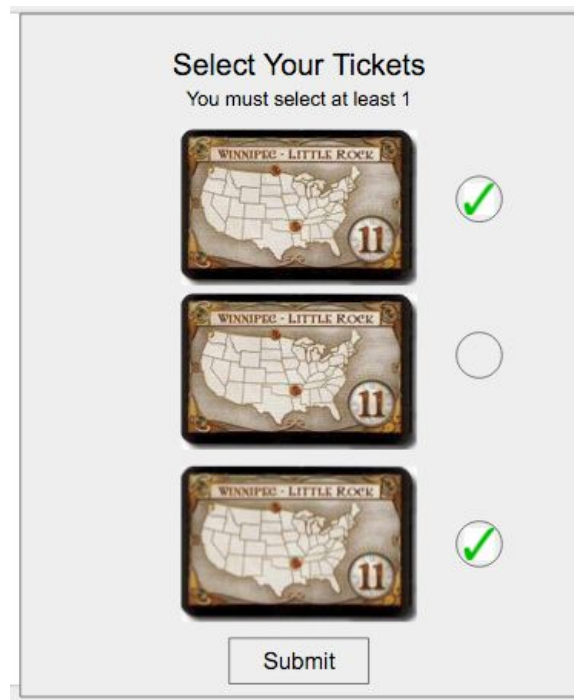 Select Your Tickets
You must select at least 1
WINNIPEG - LITTLE ROCK
11
WINNIPEG - LITTLE ROCK
11
WINNIPEG - LITTLE ROCK
11
Submit